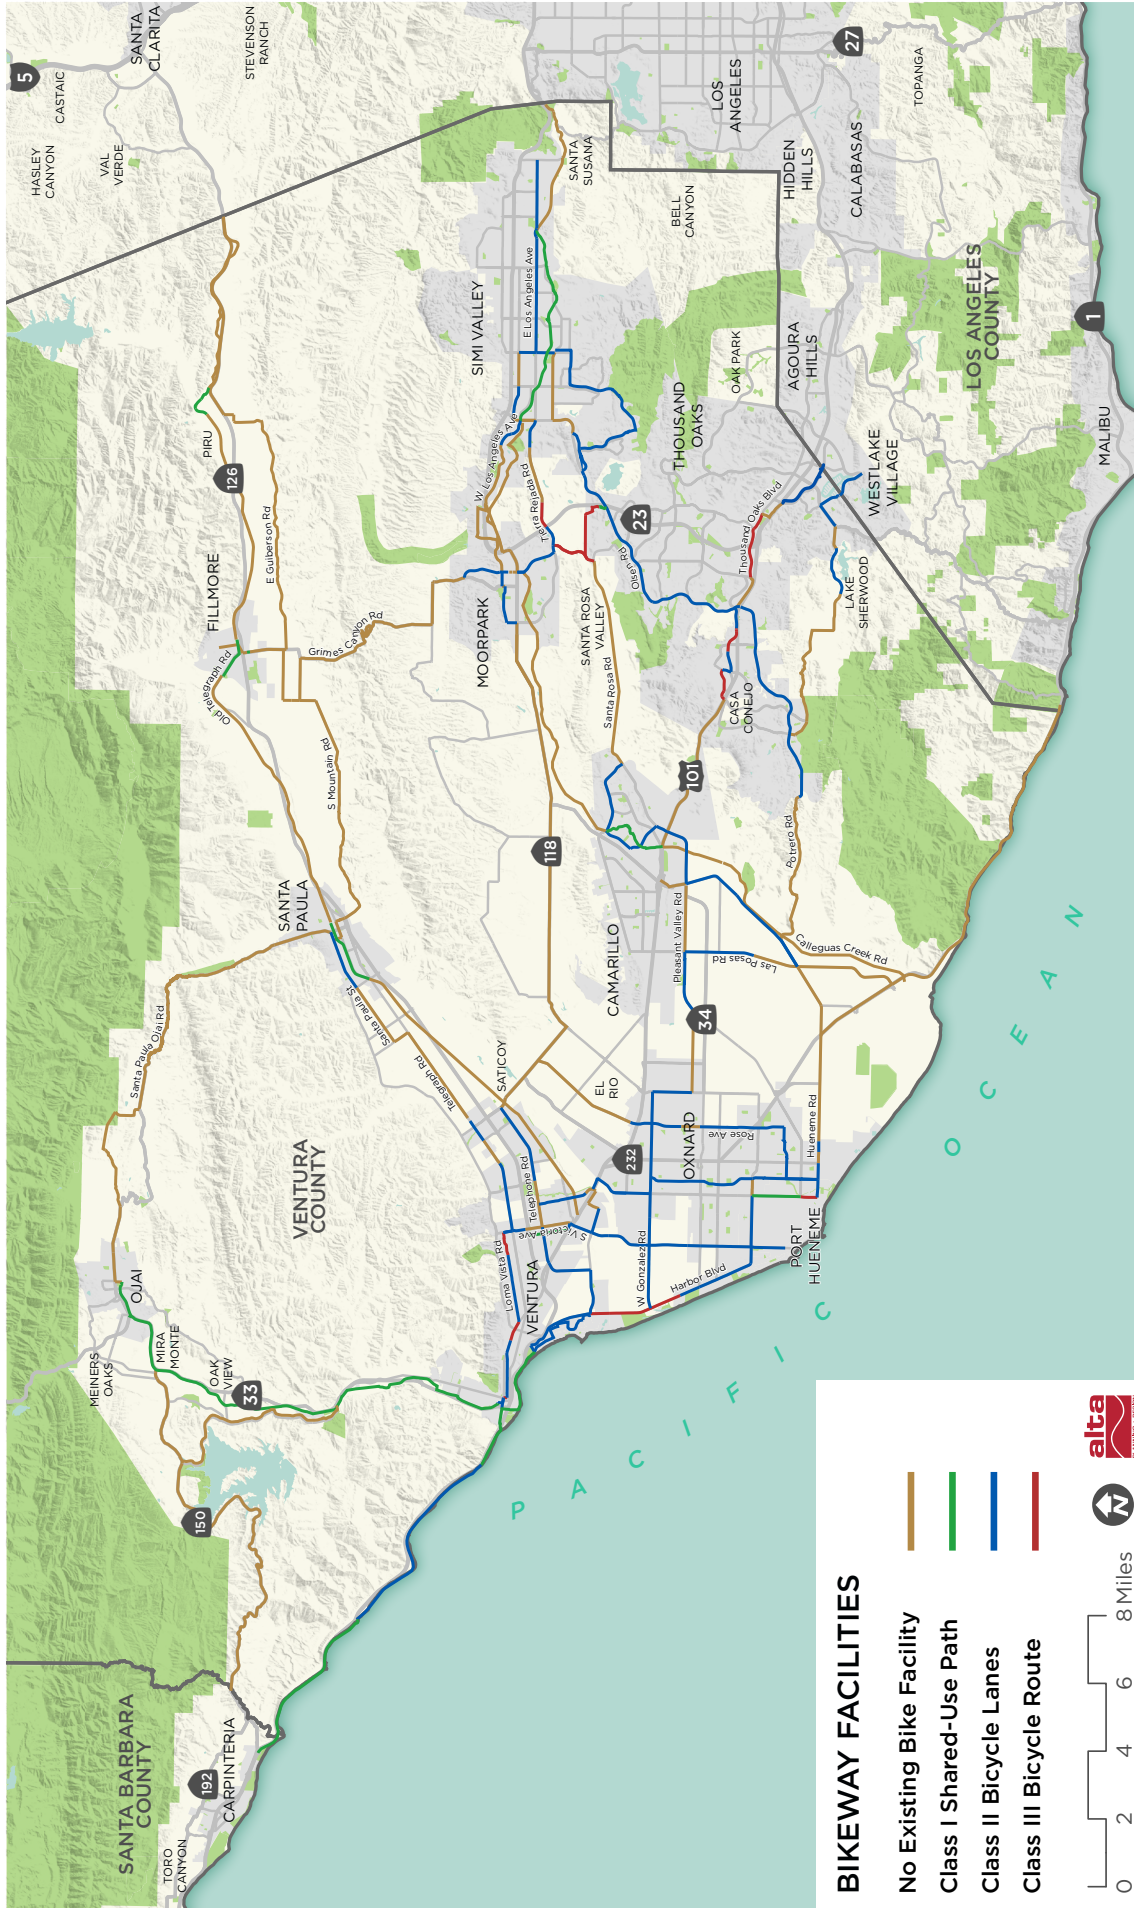 SANTA BARBARA
COUNTY
TORO
CANYON
192
CARPINTERIA
150
MEINERS
OAKS
OJAI
MIRA
MONTE
OAK
VIEW
33
Santa Paula Ojai Rd
VENTURA
COUNTY
SANTA
PAULA
Santa Paula St
Telegraph Rd
SATICOY
Telephone Rd
Loma Vista Rd
VENTURA
S Victoria Ave
W Gonzalez Rd
Harbor Blvd
232
EL
RIO
OXNARD
Rose Ave
Hueneme Rd
PORT
HUENEME
34
CAMARILLO
Pleasant Valley Rd
Las Posas Rd
Calleguas Creek Rd
118
101
Potrero Rd
S Mountain Rd
Old Telegraph Rd
FILLMORE
Grimes Canyon Rd
E Guiberson Rd
126
PIRU
MOORPARK
SANTA ROSA
VALLEY
Santa Rosa Rd
CASA
CONEJO
Tierra Rejada Rd
W Los Angeles Ave
SIMI VALLEY
E Los Angeles Ave
Olsen Rd
23
THOUSAND
OAKS
Thousand Oaks Blvd
LAKE
SHERWOOD
WESTLAKE
VILLAGE
OAK PARK
AGOURA
HILLS
BELL
CANYON
SANTA
SUSANA
HIDDEN
HILLS
CALABASAS
LOS
ANGELES
27
TOPANGA
LOS ANGELES
COUNTY
1
MALIBU
HASLEY
CANYON
VAL
VERDE
CASTAIC
5
SANTA
CLARITA
STEVENSON
RANCH
PACIFIC OCEAN
BIKEWAY FACILITIES
No Existing Bike Facility
Class I Shared-Use Path
Class II Bicycle Lanes
Class III Bicycle Route
0 2 4 6 8 Miles
N
alta